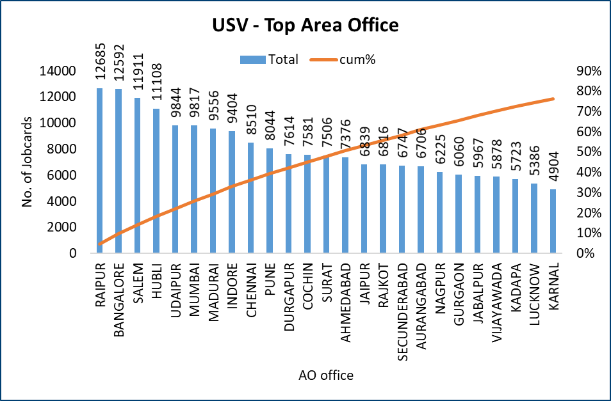 USV - Top Area Office
Total cum%
12685 12592 11911 11108 9844 9817 9556 9404 8510 8044 7614 7581 7506 7376 6839 6816 6747 6706 6225 6060 5967 5878 5723 5386 4904
14000 90%
12000 80%
10000 70%
8000 60%
6000 50%
4000 40%
2000 30%
0 20%
10%
0%
No. of Jobcards
RAIPUR BANGALORE SALEM HUBLI UDAIPUR MUMBAI MADURAI INDORE CHENNAI PUNE DURGAPUR COCHIN SURAT AHMEDABAD JAIPUR RAJKOT SECUNDERABAD AURANGABAD NAGPUR GURGAON JABALPUR VIJAYAWADA KADAPA LUCKNOW KARNAL
AO office